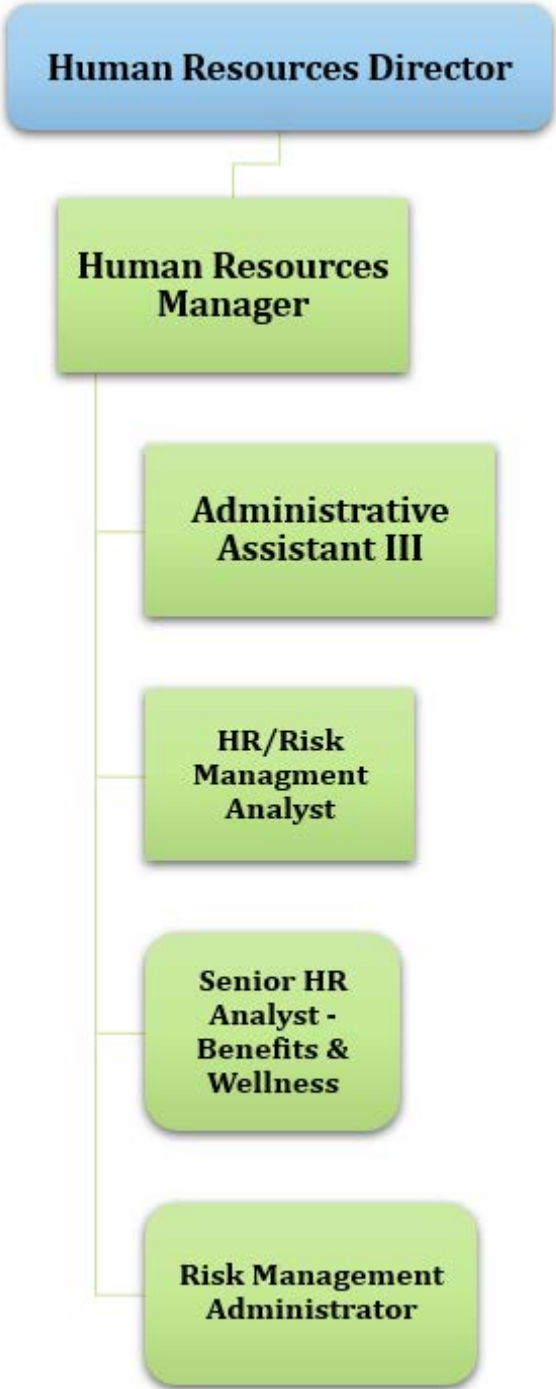 Human Resources Director
Human Resources
Manager
Administrative
Assistant III
HR/Risk
Managment
Analyst
Senior HR
Analyst -
Benefits &
Wellness
Risk Management
Administrator